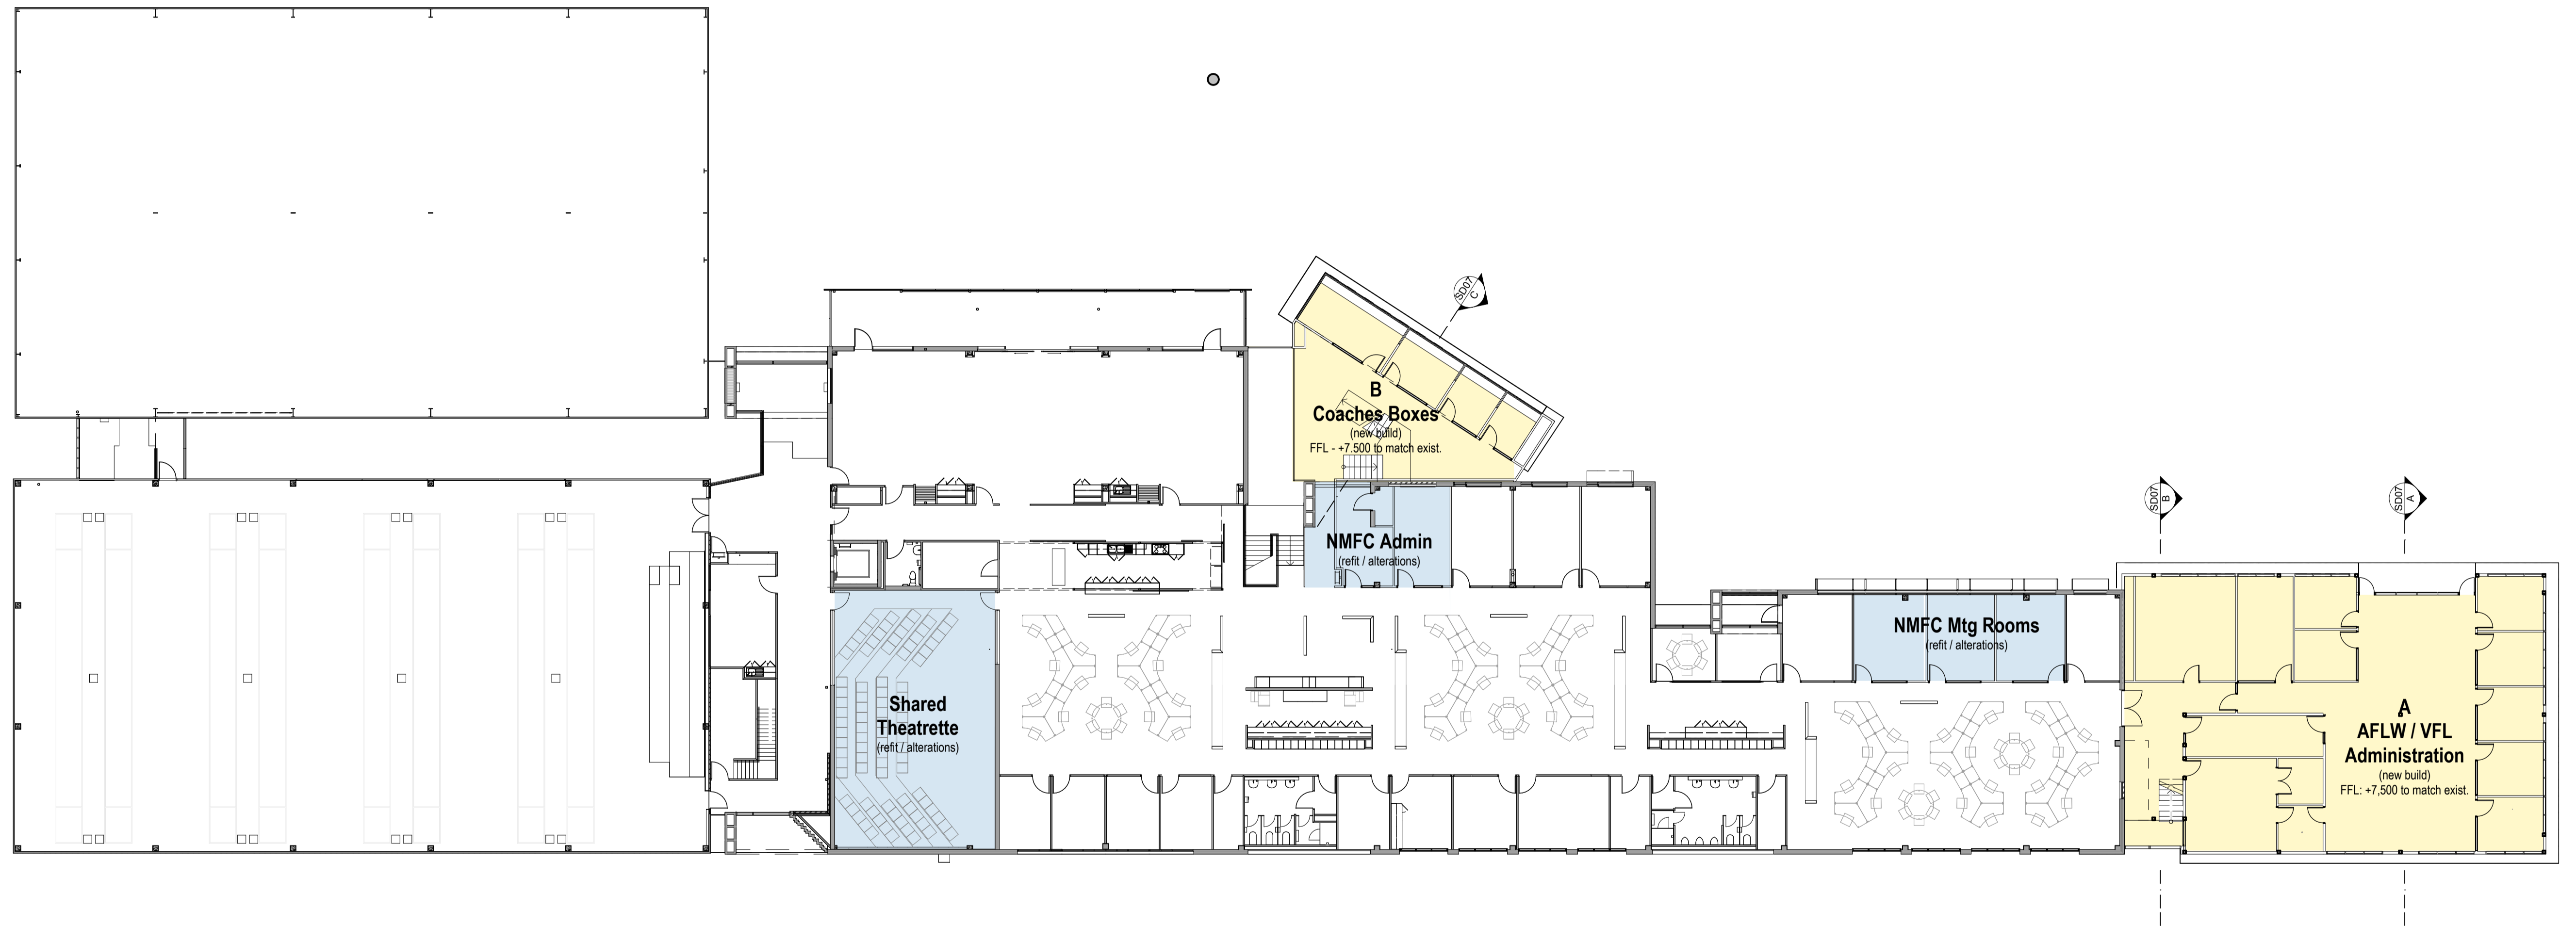 SD07
C
B
Coaches Boxes
(new build)
FFL - +7.500 to match exist.
SD07
B
SD07
A
NMFC Admin
(refit / alterations)
NMFC Mtg Rooms
(refit / alterations)
Shared
Theatrette
(refit / alterations)
A
AFLW / VFL
Administration
(new build)
FFL: +7,500 to match exist.